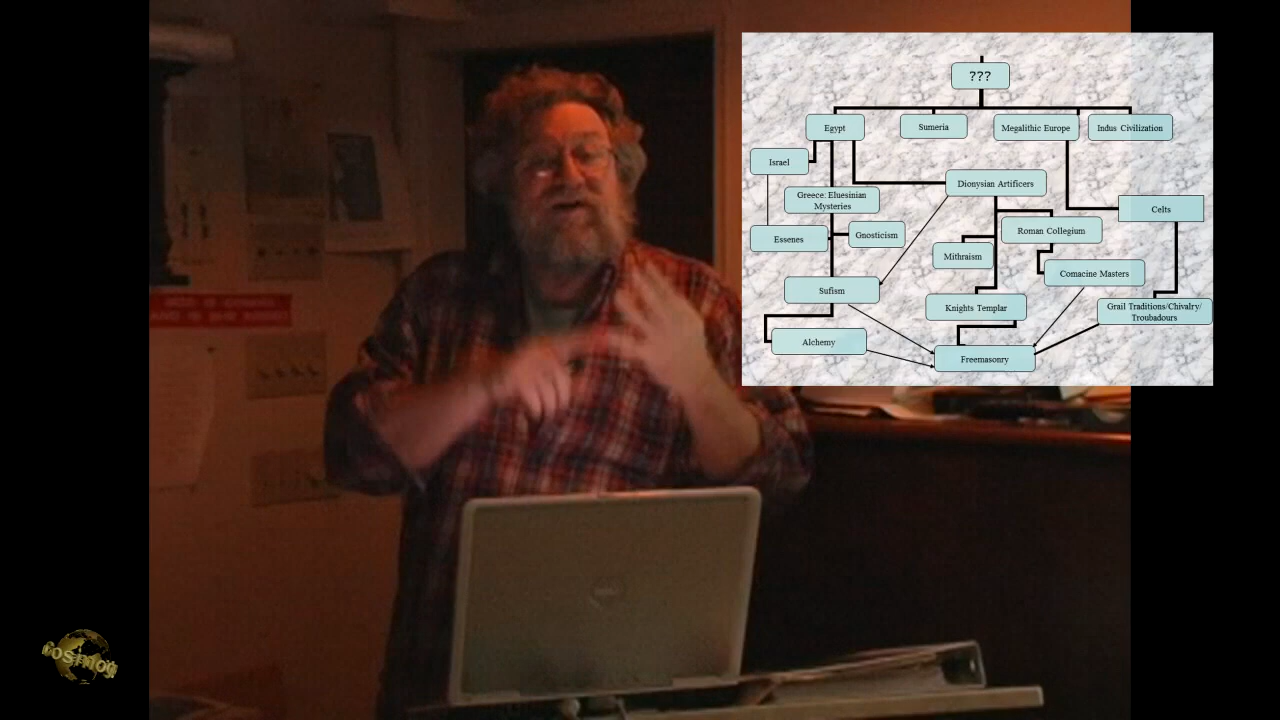 ???
Egypt
Sumeria
Megalithic Europe
Indus Civilization
Israel
Dionysian Artificers
Greece: Eluesinian
Mysteries
Celts
Essenes
Gnosticism
Roman Collegium
Mithraism
Comacine Masters
Sufism
Knights Templar
Grail Traditions/Chivalry/
Troubadours
Alchemy
Freemasonry